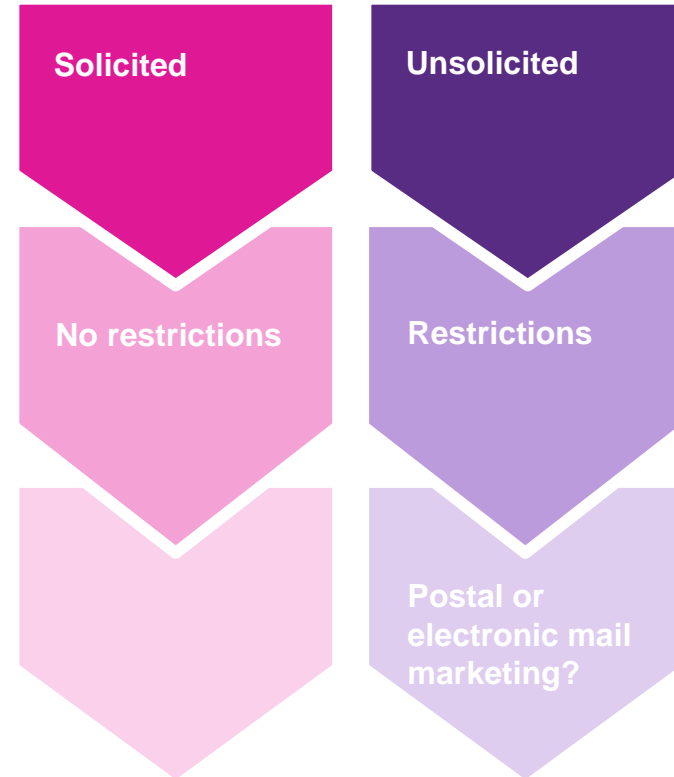 Solicited
Unsolicited
No restrictions
Restrictions
Postal or
electronic mail
marketing?